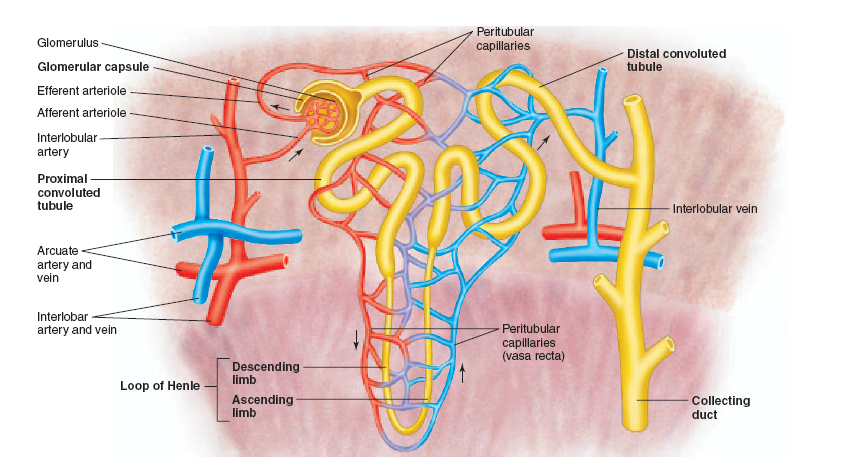 Glomerulus
Glomerular capsule
Efferent arteriole
Afferent arteriole
Interlobular
artery
Proximal
convoluted
tubule
Arcuate
artery and
vein
Interlobar
artery and vein
Loop of Henle
Descending
limb
Ascending
limb
Peritubular
capillaries
Distal convoluted
tubule
Interlobular vein
Peritubular
capillaries
(vasa recta)
Collecting
duct